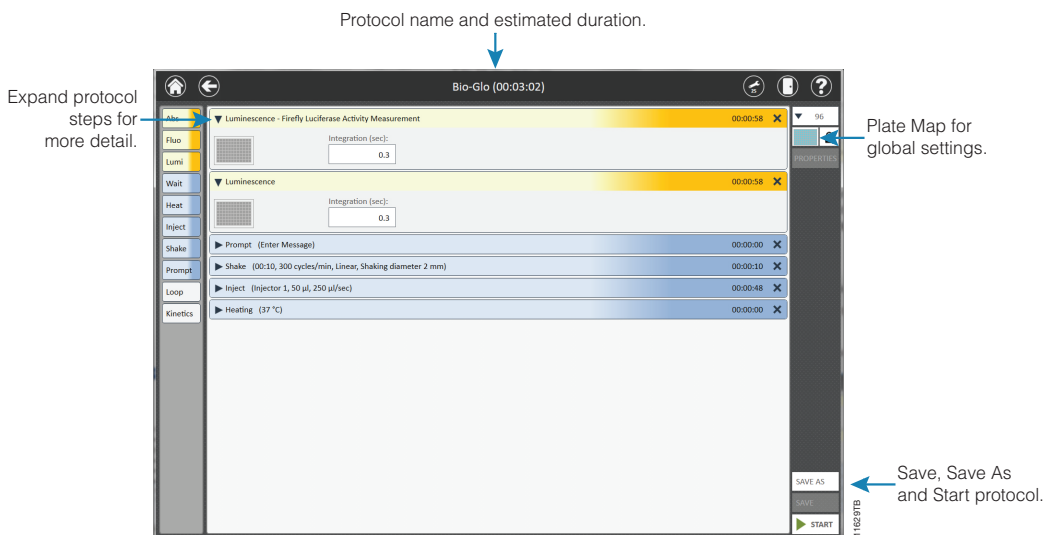 Protocol name and estimated duration.
Bio-Glo (00:03:02)
25
?
Expand protocol
steps for
more detail.
Abs
Fluo
Lumi
Wait
Heat
Inject
Shake
Prompt
Loop
Kinetics
Luminescence - Firefly Luciferase Activity Measurement 00:00:58 X
Integration (sec):
0.3
Luminescence 00:00:58 X
Integration (sec):
0.3
Prompt (Enter Message) 00:00:00 X
Shake (00:10, 300 cycles/min, Linear, Shaking diameter 2 mm) 00:00:10 X
Inject (Injector 1, 50 µl, 250 µl/sec) 00:00:48 X
Heating (37 °C) 00:00:00 X
96
PROPERTIES
Plate Map for
global settings.
SAVE AS
SAVE
START
Save, Save As
and Start protocol.
11629TB